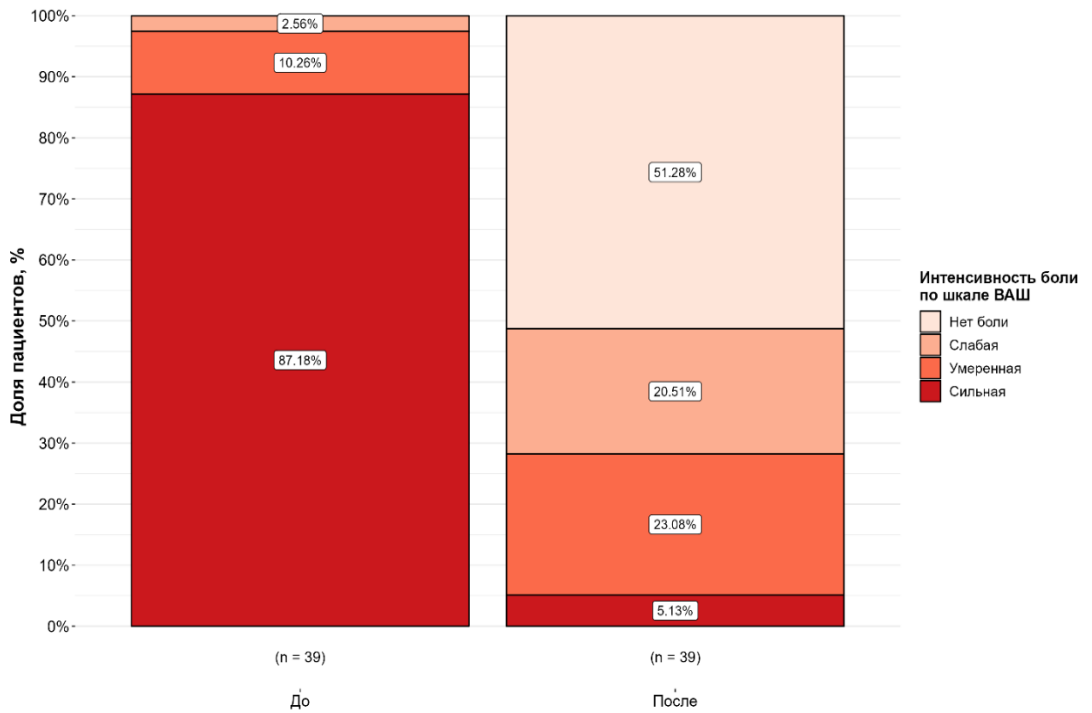 100%
90%
80%
70%
60%
50%
40%
30%
20%
10%
0%
Доля пациентов, %
2.56%
10.26%
87.18%
51.28%
20.51%
23.08%
5.13%
(n = 39)
(n = 39)
До
После
Интенсивность боли
по шкале ВАШ
Нет боли
Слабая
Умеренная
Сильная